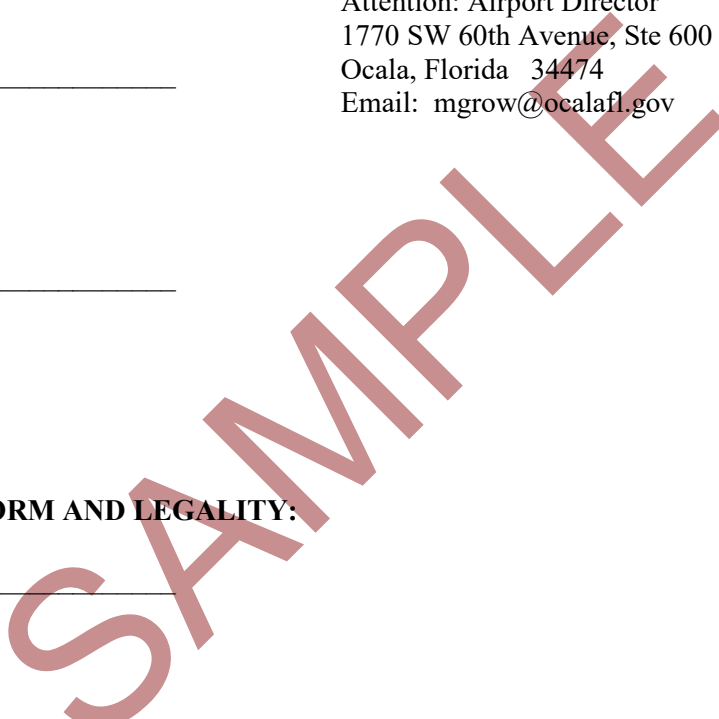 Attention: Airport Director
1770 SW 60th Avenue, Ste 600
Ocala, Florida 34474
Email: mgrow@ocalafl.gov
ORM AND LEGALITY:
SAMPLE